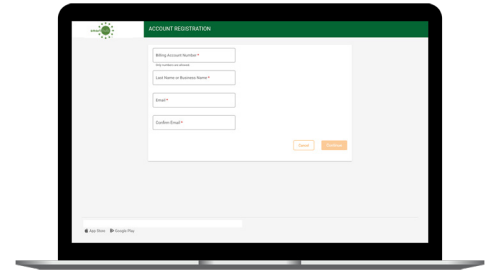 ACCOUNT REGISTRATION
Billing Account Number *
Only numbers are allowed.
Last Name or Business Name *
Email *
Confirm Email *
Cancel Continue
App Store Google Play